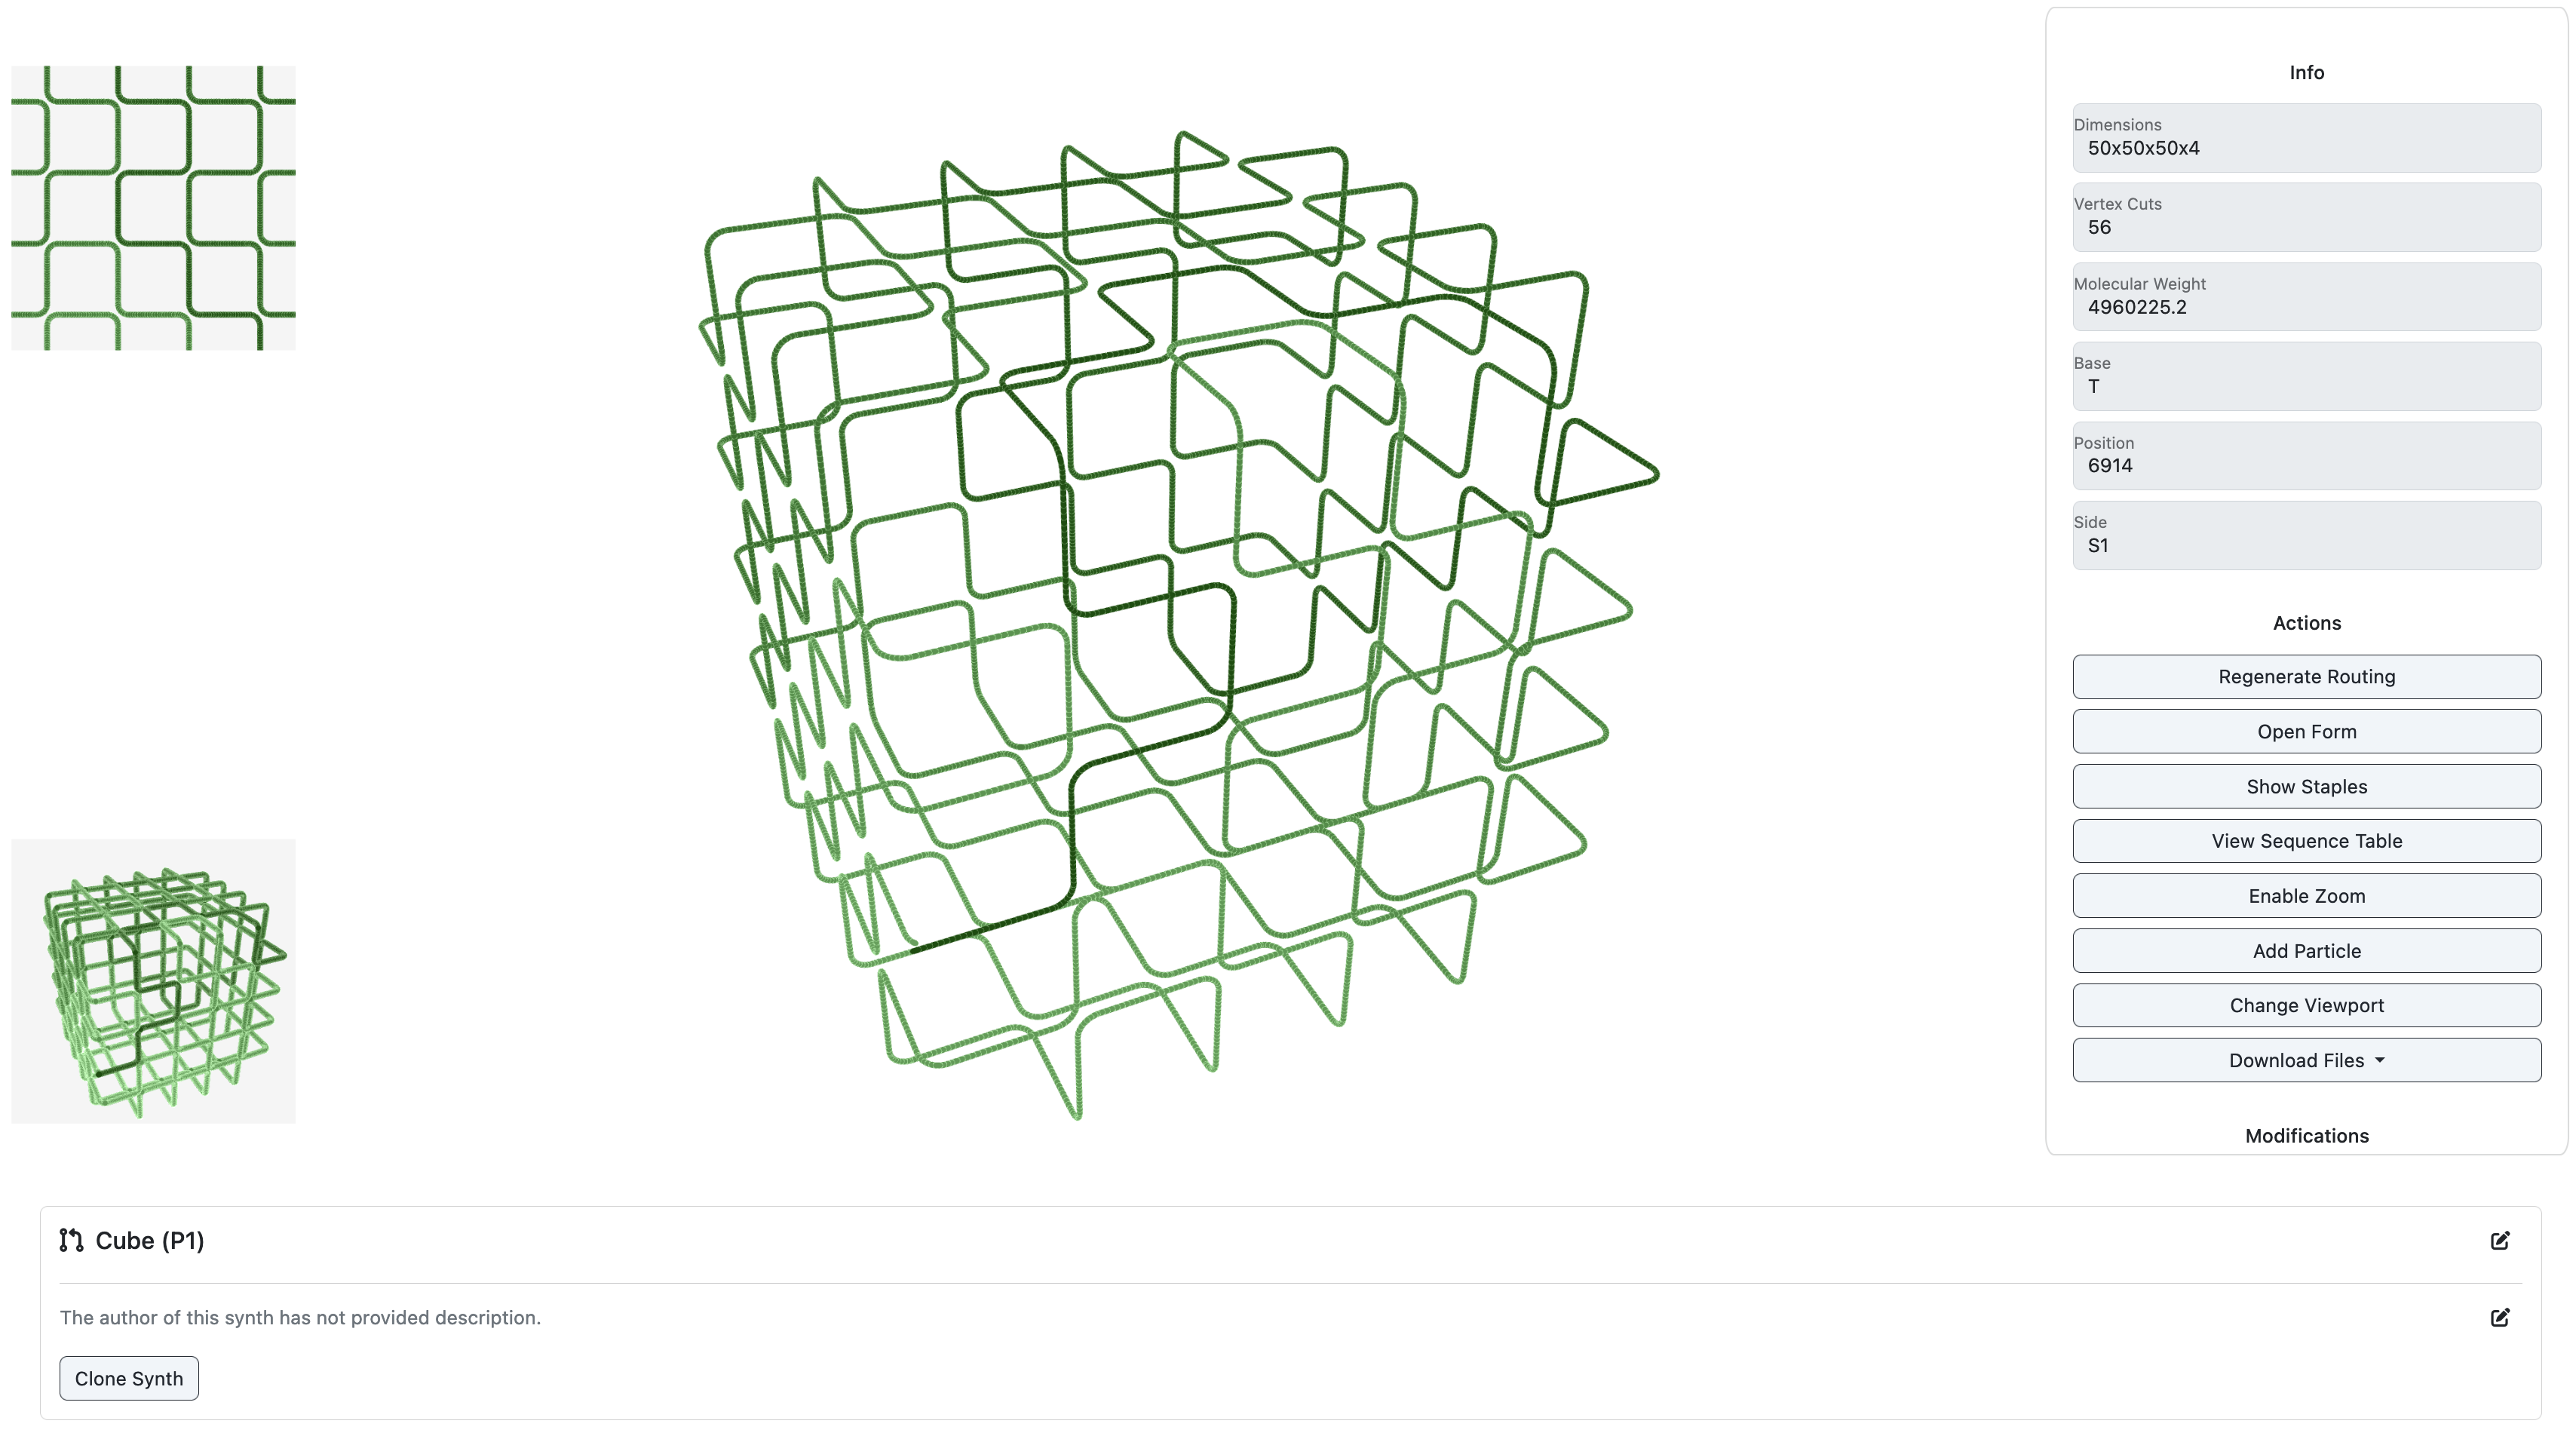 Info
Dimensions
50x50x50x4
Vertex Cuts
56
Molecular Weight
4960225.2
Base
T
Position
6914
Side
S1
Actions
Regenerate Routing
Open Form
Show Staples
View Sequence Table
Enable Zoom
Add Particle
Change Viewport
Download Files
Modifications
Cube (P1)
The author of this synth has not provided description.
Clone Synth